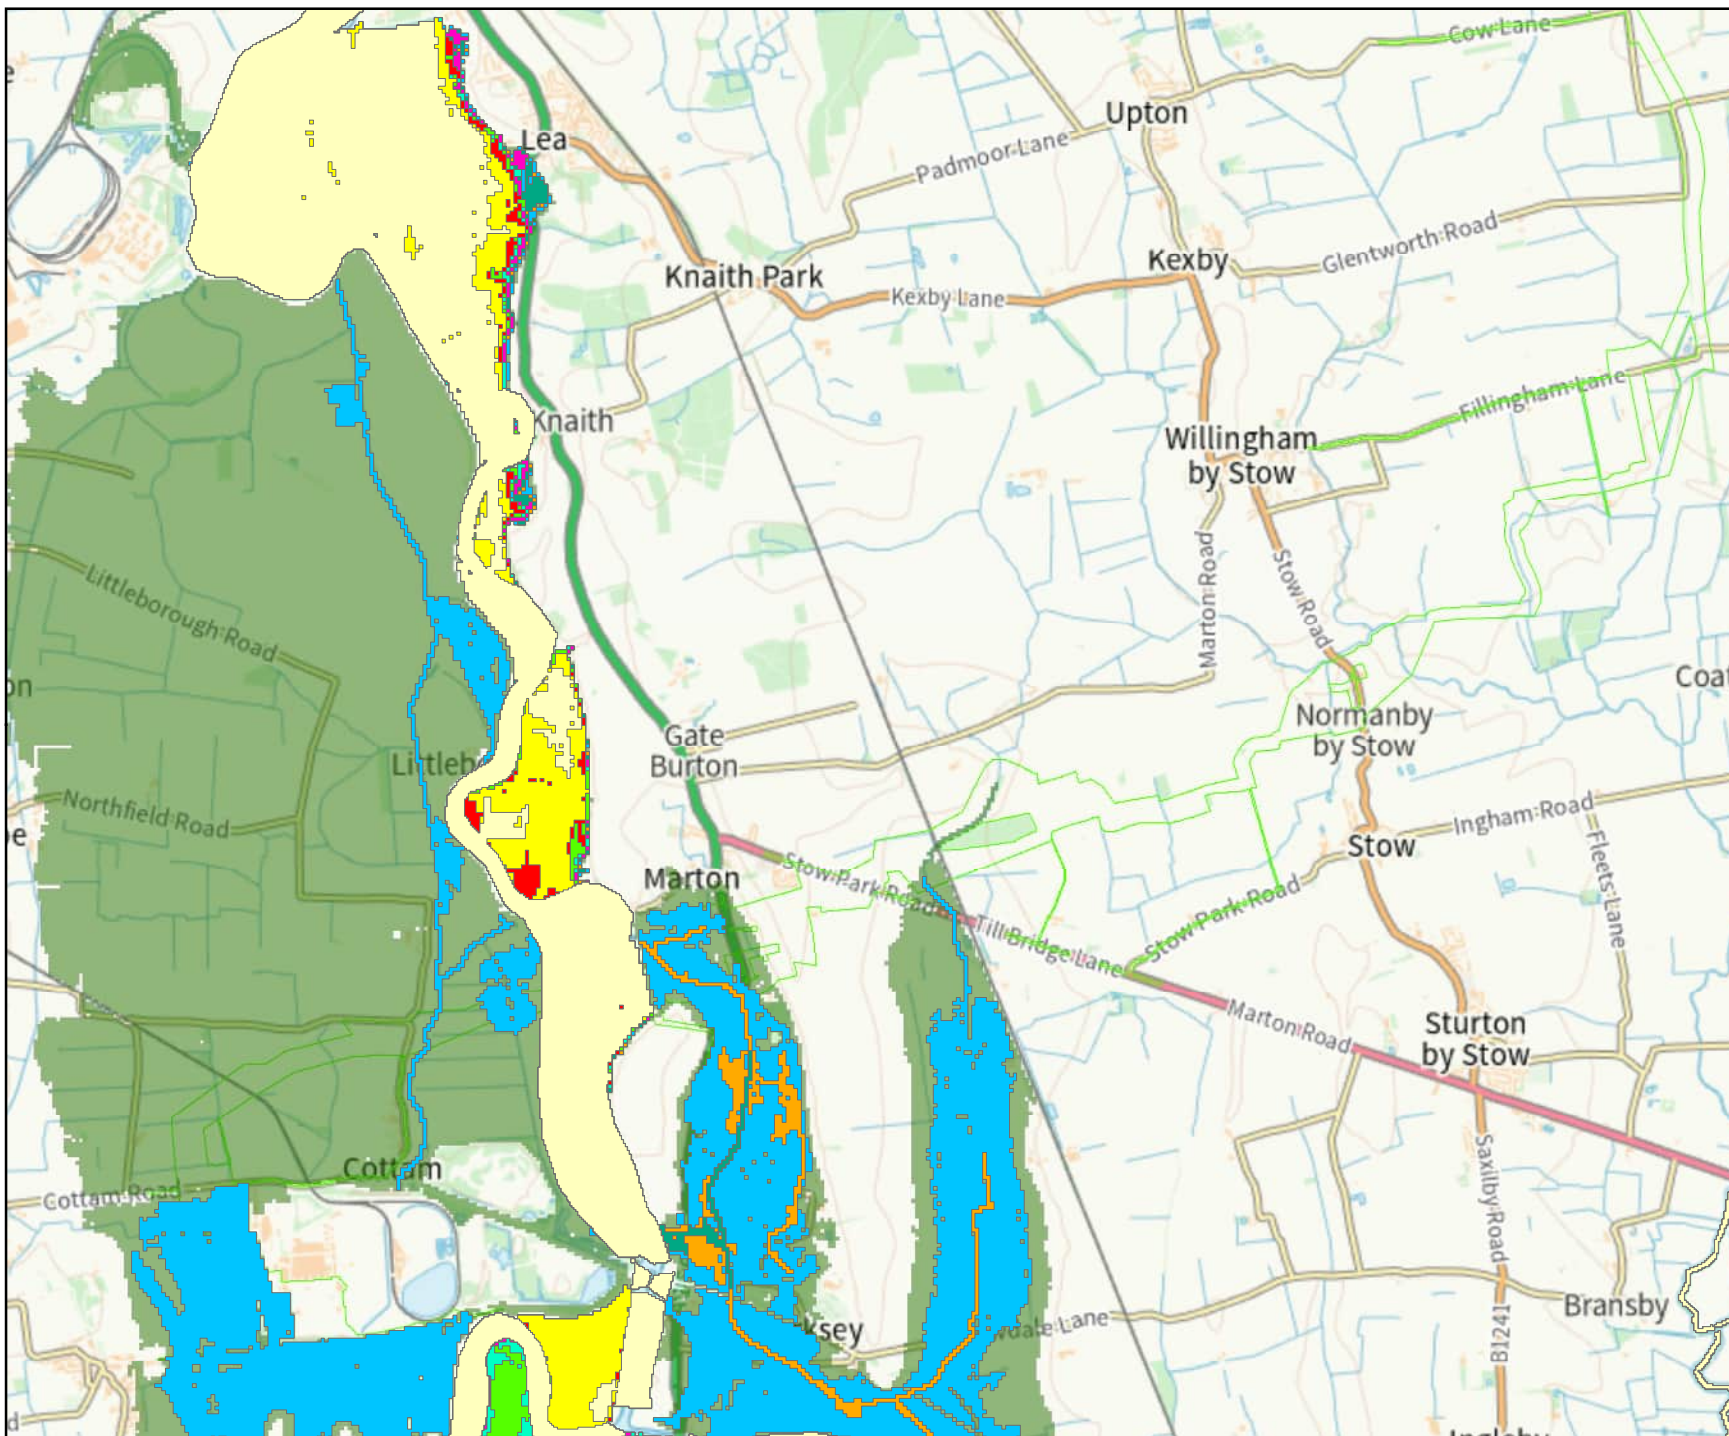 Cow Lane
Upton
Lea
Padmoor Lane
Glentworth Road
Kexby
Knaith Park
Kexby Lane
Fillingham Lane
Knaith
Willingham
by Stow
Marton Road
Stow Road
Littleborough Road
on
Coat
Normanby
by Stow
Gate
Burton
Littleb
Northfield Road
Ingham Road
Stow
Fleets Lane
Marton
Stow Park Road
Stow Park Road
Till Bridge Lane
Marton Road
Sturton
by Stow
Cottam
Cottam Road
Saxilby Road
Bransby
B1241
ksey